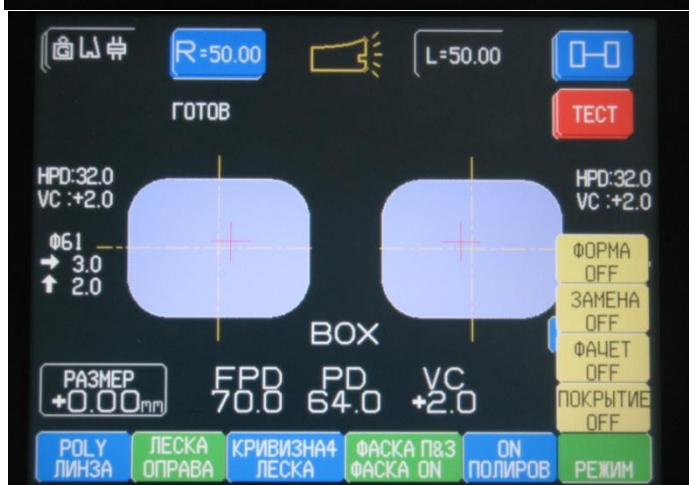 R=50.00
L=50.00
ГОТОВ
ТЕСТ
HPD:32.0
VC :+2.0
HPD:32.0
VC :+2.0
Φ61
→ 3.0
↑ 2.0
ФОРМА
OFF
ЗАМЕНА
OFF
ФАЦЕТ
OFF
ПОКРЫТИЕ
OFF
BOX
РАЗМЕР
+0.00mm
FPD
70.0
PD
64.0
VC
+2.0
POLY
ЛИНЗА
ЛЕСКА
ОПРАВА
КРИВИЗНА4
ЛЕСКА
ФАСКА П&З
ФАСКА ON
ON
ПОЛИРОВ
РЕЖИМ